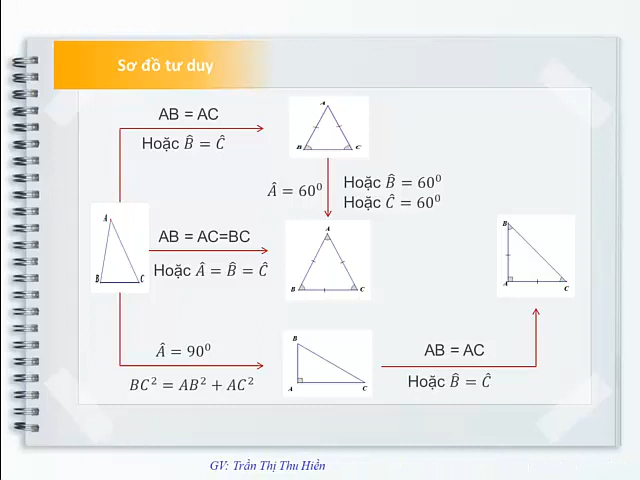 Sơ đồ tư duy
AB = AC
Hoặc B̂ = Ĉ
A
B C
Â = 60⁰
Hoặc B̂ = 60⁰
Hoặc Ĉ = 60⁰
A
B C
AB = AC=BC
Hoặc Â = B̂ = Ĉ
A
B C
B
A C
Â = 90⁰
BC² = AB² + AC²
B
A C
AB = AC
Hoặc B̂ = Ĉ
GV: Trần Thị Thu Hiền